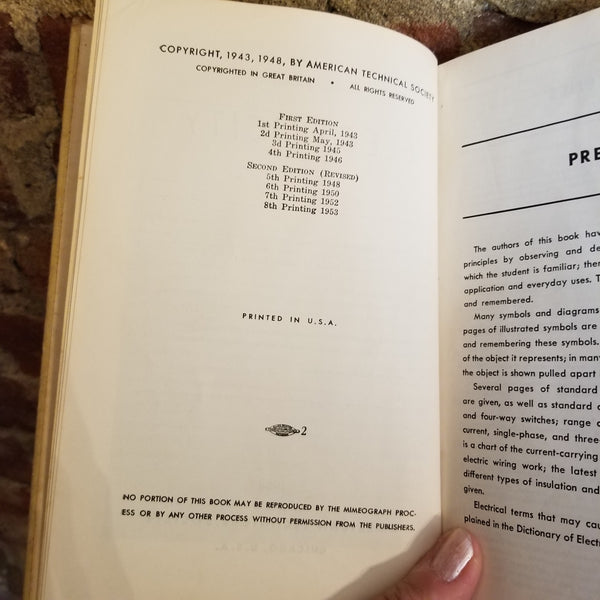 COPYRIGHT, 1943, 1948, BY AMERICAN TECHNICAL SOCIETY
COPYRIGHTED IN GREAT BRITAIN • ALL RIGHTS RESERVED
FIRST EDITION
1st Printing April, 1943
2d Printing May, 1943
3d Printing 1945
4th Printing 1946
SECOND EDITION (REVISED)
5th Printing 1948
6th Printing 1950
7th Printing 1952
8th Printing 1953
PRINTED IN U.S.A.
2
NO PORTION OF THIS BOOK MAY BE REPRODUCED BY THE MIMEOGRAPH PROC-
ESS OR BY ANY OTHER PROCESS WITHOUT PERMISSION FROM THE PUBLISHERS.
PRE
The authors of this book hav
principles by observing and de
which the student is familiar; ther
application and everyday uses. T
and remembered.
Many symbols and diagrams
pages of illustrated symbols are
and remembering these symbols.
of the object it represents; in many
the object is shown pulled apart
Several pages of standard
are given, as well as standard
and four-way switches; range
current, single-phase, and three-
is a chart of the current-carrying
electric wiring work; the latest
different types of insulation and
given.
Electrical terms that may cau
plained in the Dictionary of Elect